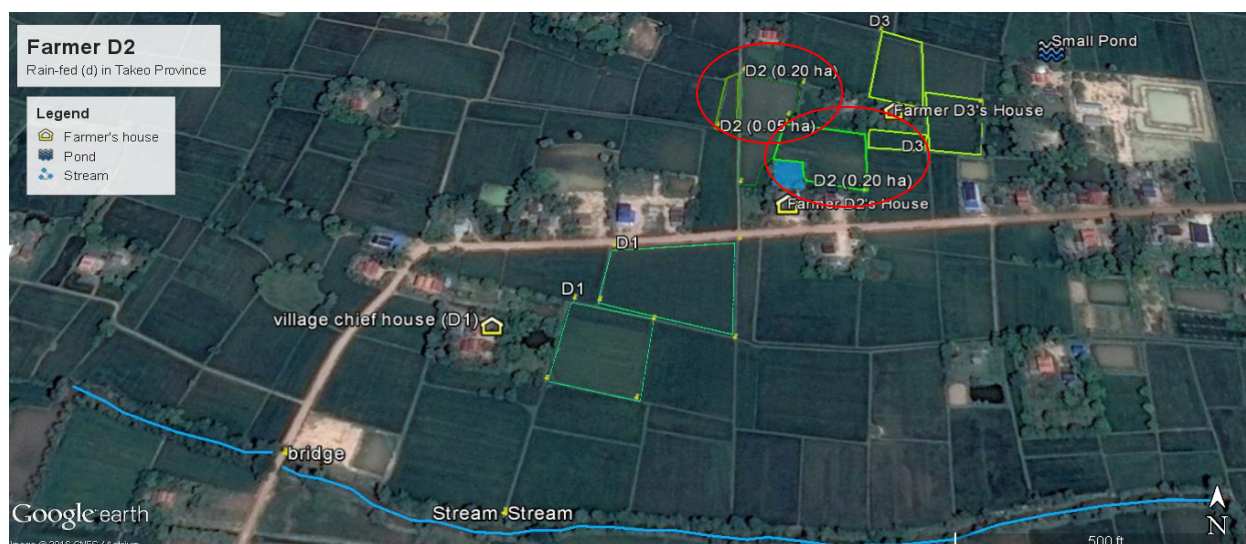 Farmer D2
Rain-fed (d) in Takeo Province
Legend
Farmer's house
Pond
Stream
D3
Small Pond
D2 (0.20 ha)
Farmer D3's House
D2 (0.05 ha)
D3
D2 (0.20 ha)
Farmer D2's House
D1
D1
village chief house (D1)
bridge
Stream Stream
Google earth
N
500 ft